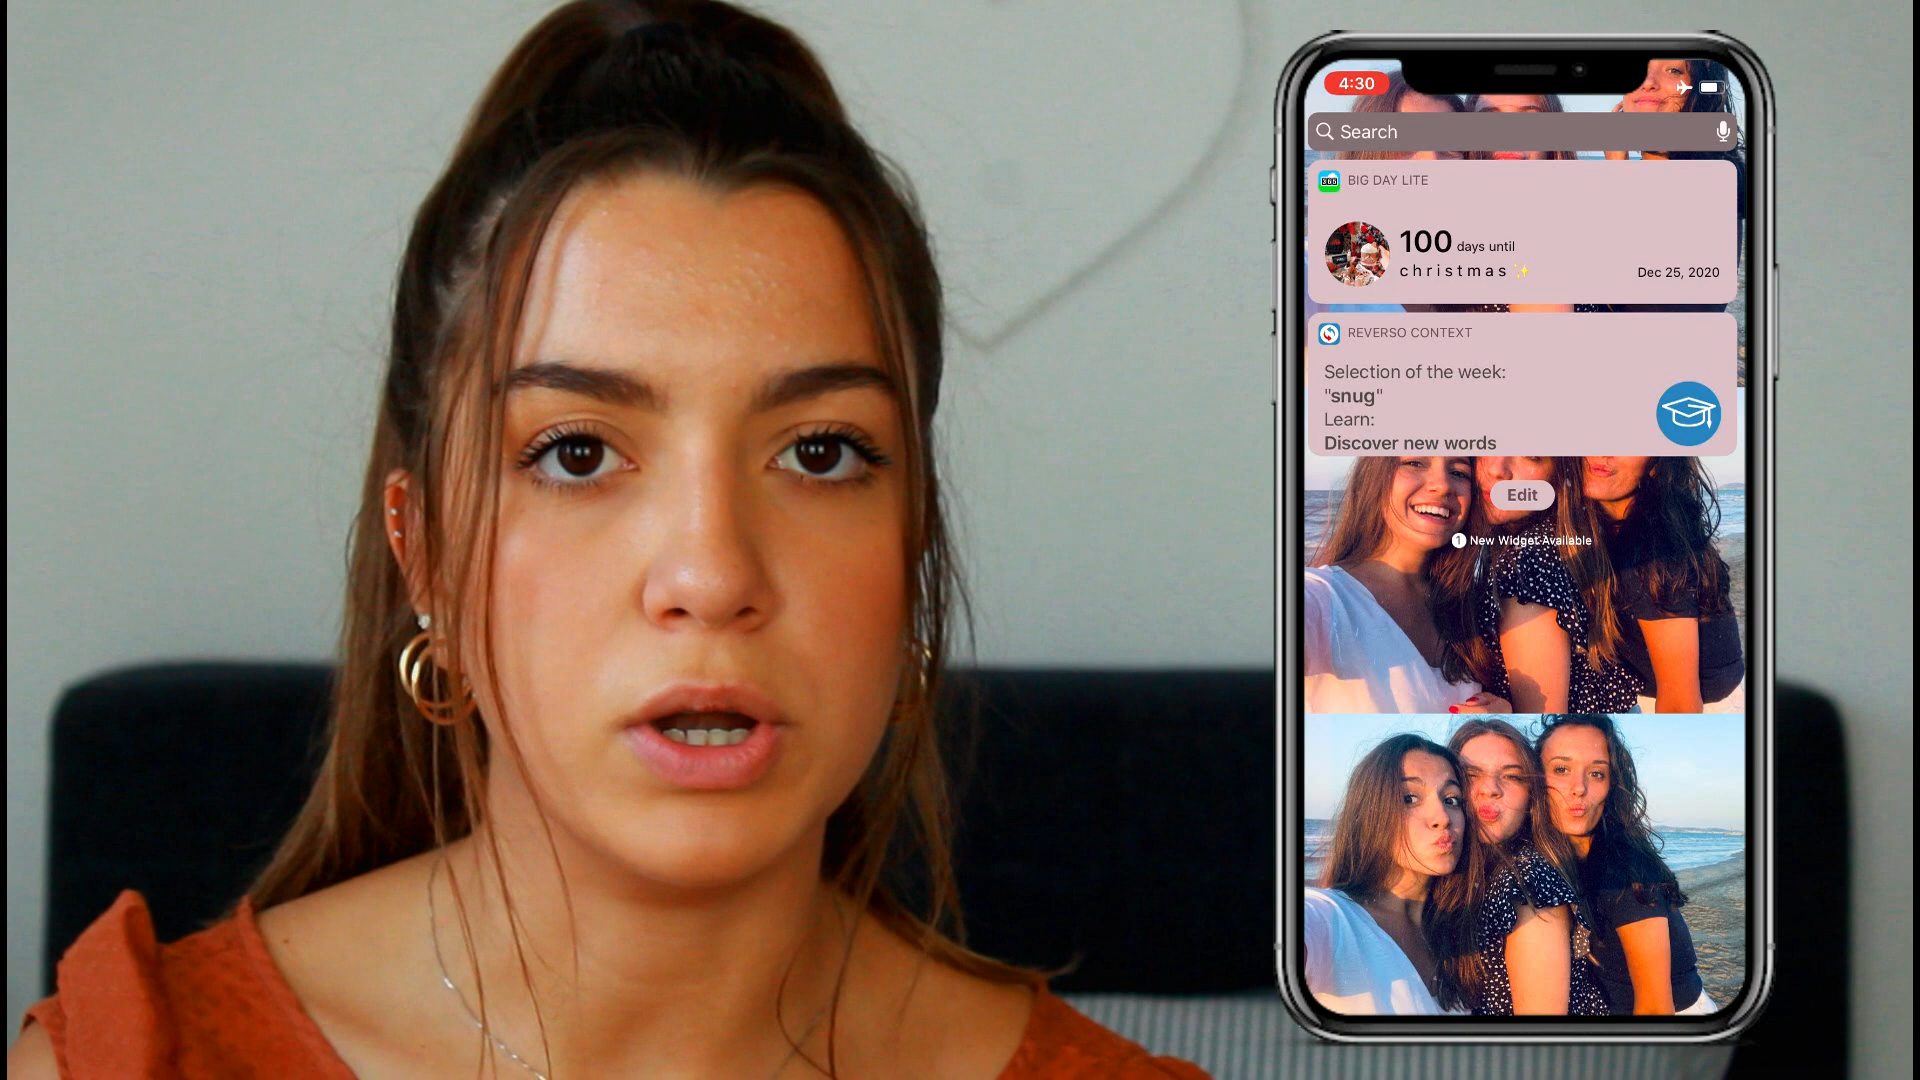 4:30
Search
BIG DAY LITE
100 days until
christmas ✨
Dec 25, 2020
REVERSO CONTEXT
Selection of the week:
"snug"
Learn:
Discover new words
Edit
1 New Widget Available